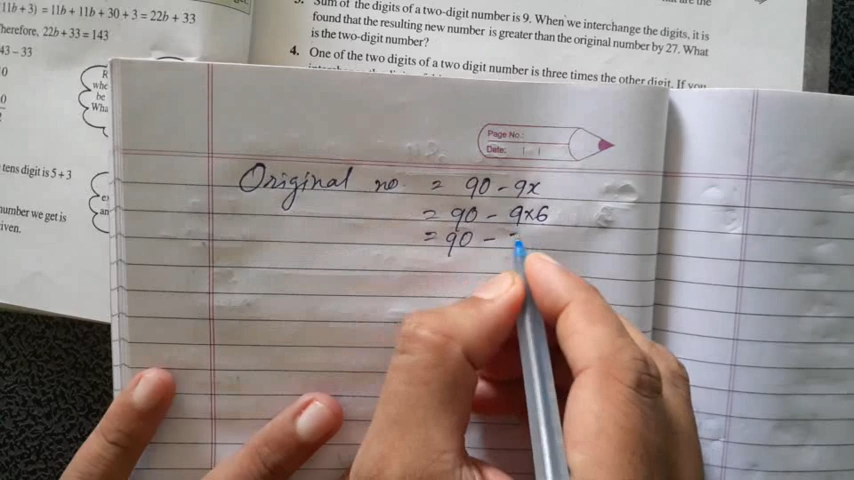 (11b + 3) = 11b + 11b + 30 + 3 = 22b + 33
herefore, 22b + 33 = 143
43 – 33
tens digit is 5 + 3
number we get is
iven.
Sum of the digits of a two-digit number is 9. When we interchange the digits, it is
found that the resulting new number is greater than the original number by 27. What
is the two-digit number?
4. One of the two digits of a two digit number is three times the other digit. If you
Page No.:
Date:
Original no. = 90 - 9x
= 90 - 9x6
= 90 -